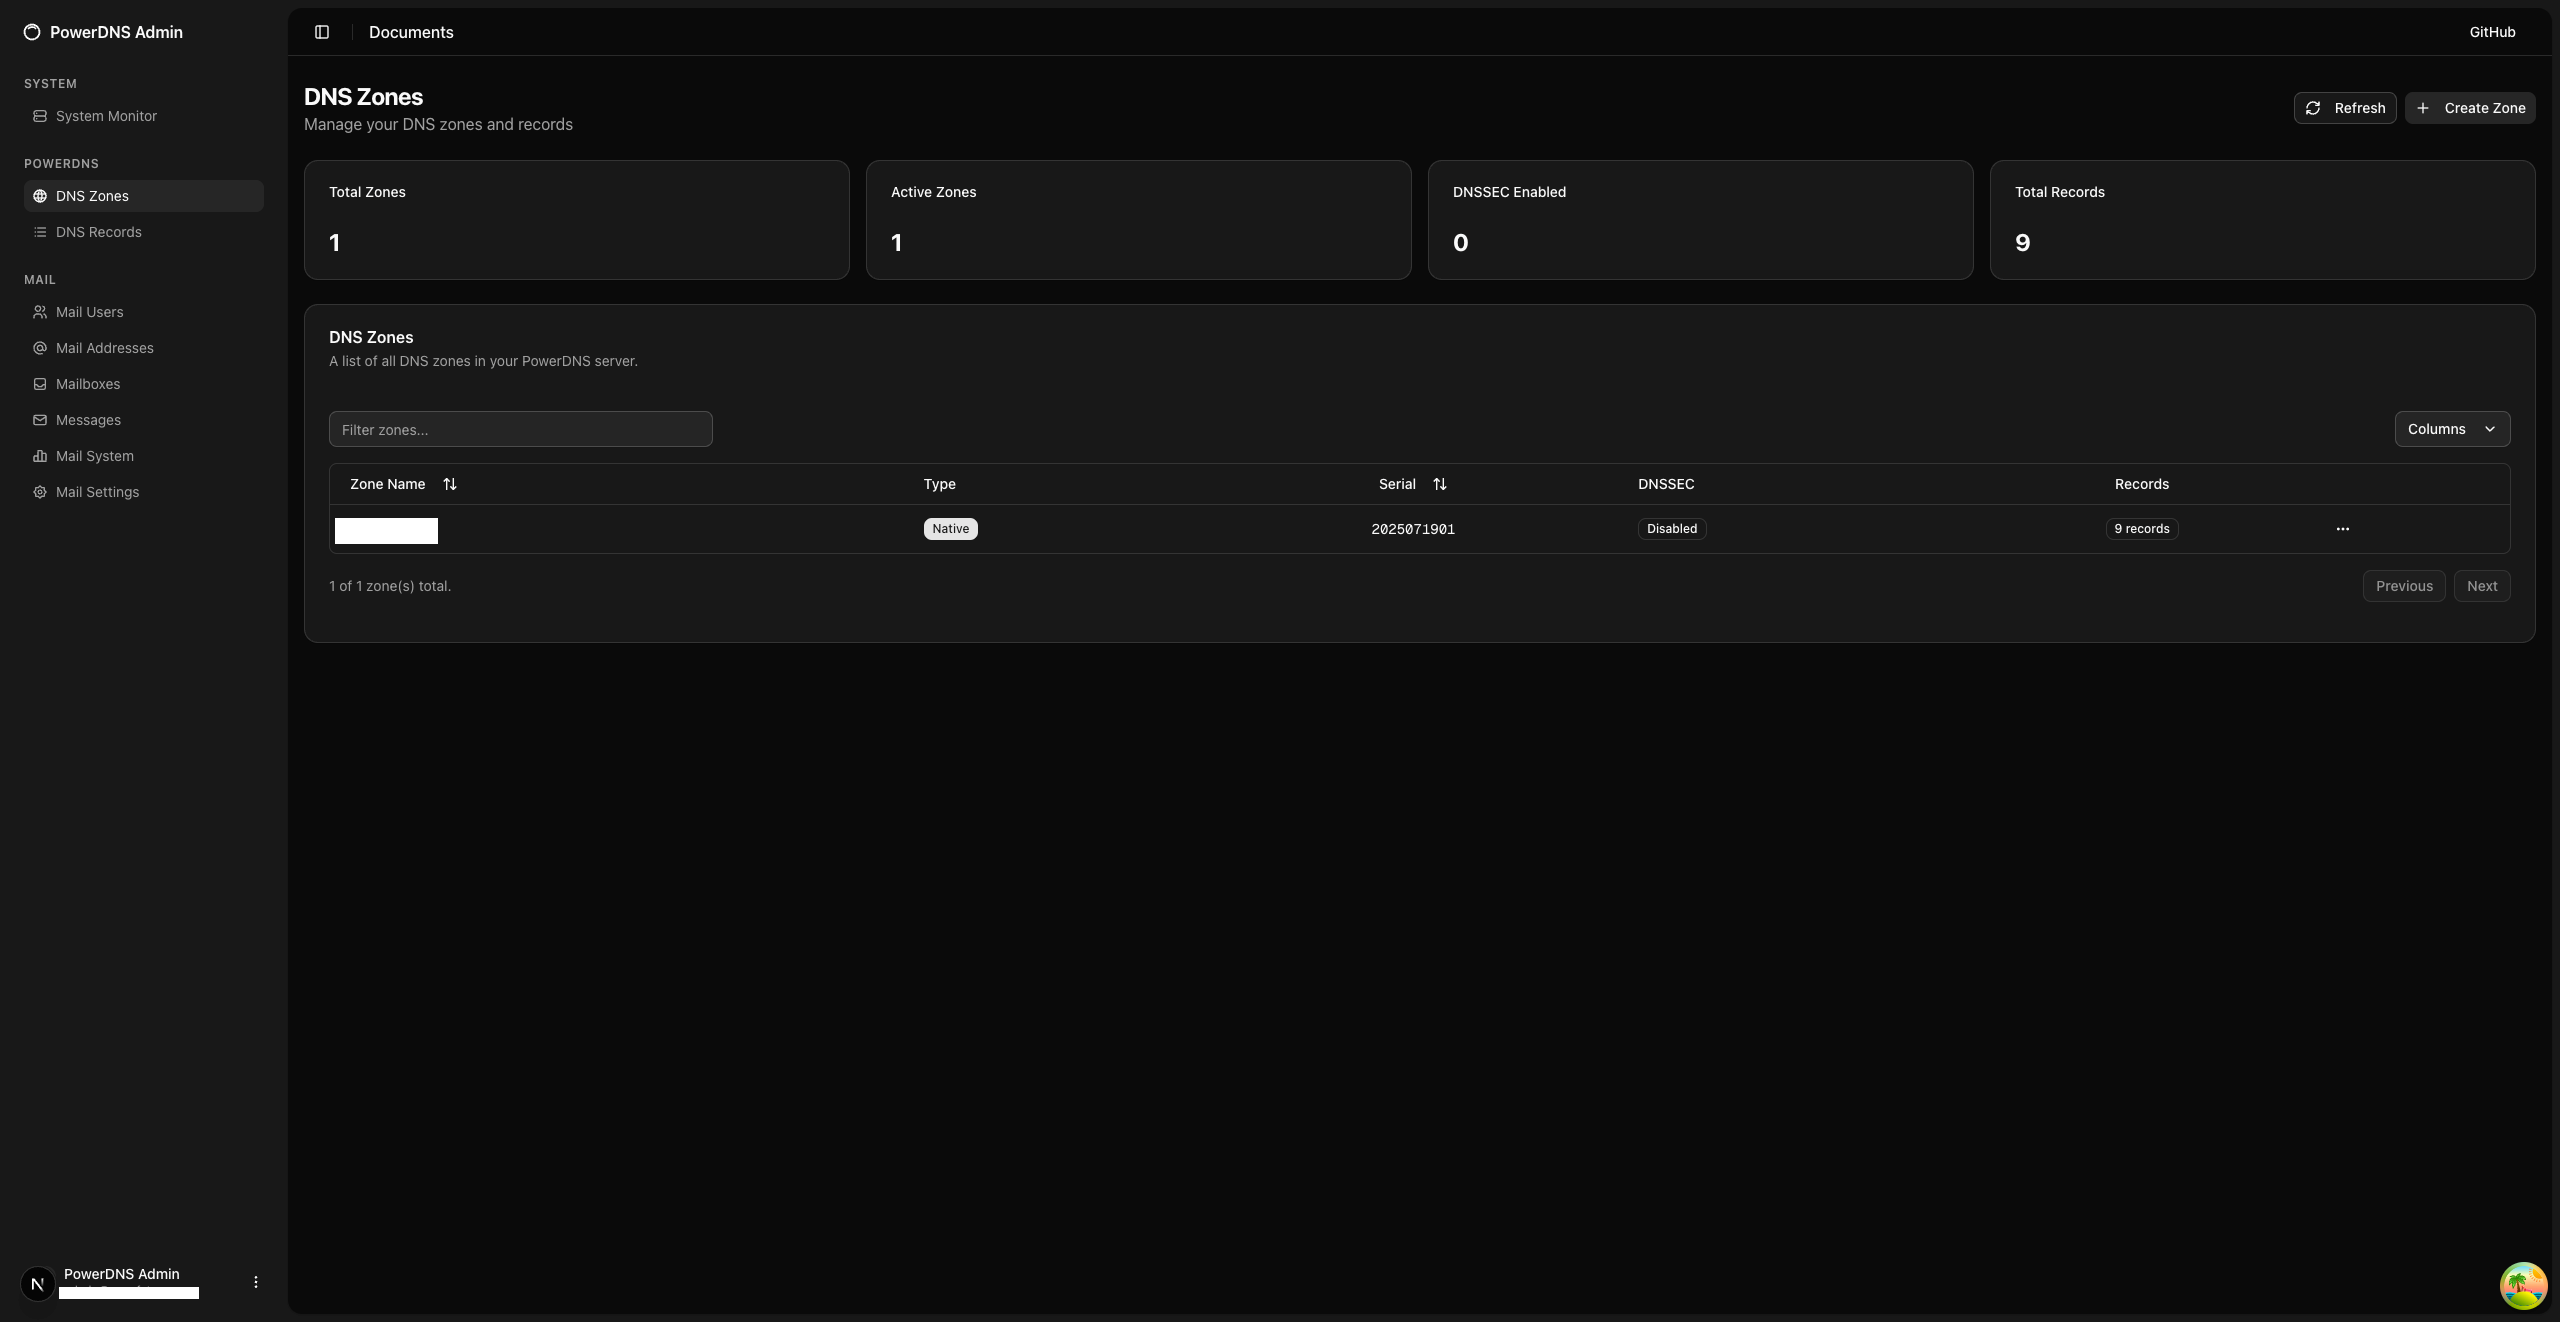 PowerDNS Admin
SYSTEM
System Monitor
POWERDNS
DNS Zones
DNS Records
MAIL
Mail Users
Mail Addresses
Mailboxes
Messages
Mail System
Mail Settings
N PowerDNS Admin
Documents
GitHub
DNS Zones
Manage your DNS zones and records
Refresh
Create Zone
Total Zones
1
Active Zones
1
DNSSEC Enabled
0
Total Records
9
DNS Zones
A list of all DNS zones in your PowerDNS server.
Filter zones...
Columns
Zone Name Type Serial DNSSEC Records
Native 2025071901 Disabled 9 records
1 of 1 zone(s) total.
Previous
Next